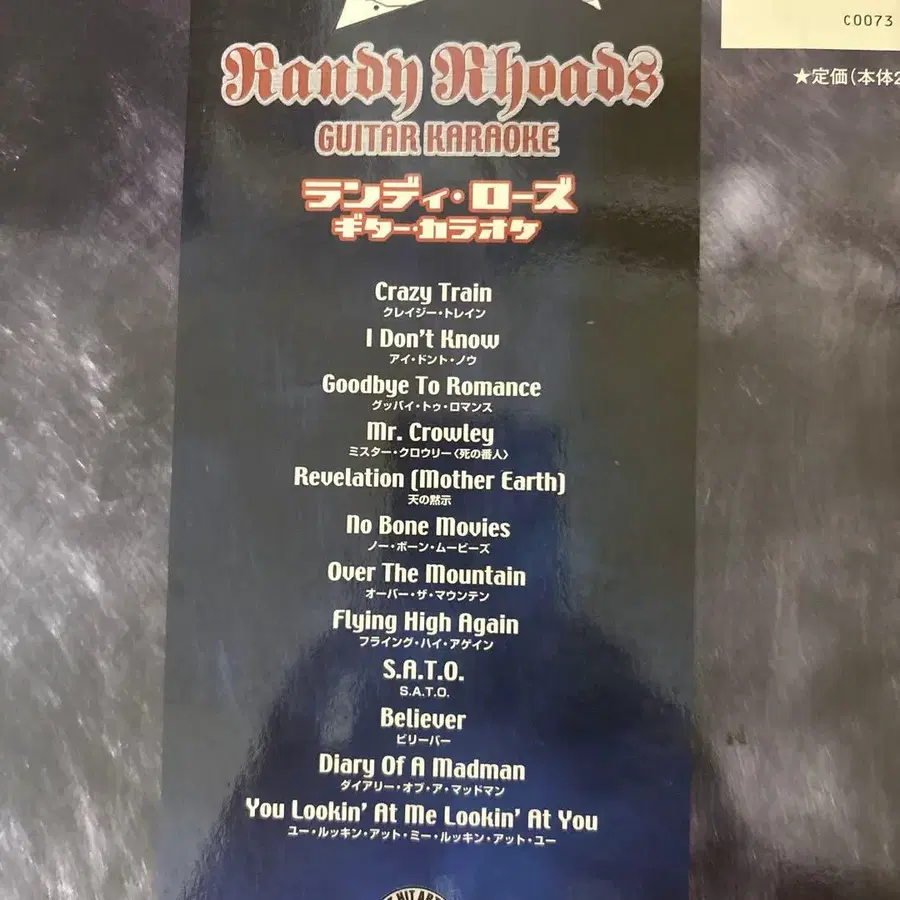 C0073
★定価(本体2
Randy Rhoads
GUITAR KARAOKE
ランディ・ローズ
ギター・カラオケ
Crazy Train
クレイジー・トレイン
I Don't Know
アイ・ドント・ノウ
Goodbye To Romance
グッバイ・トゥ・ロマンス
Mr. Crowley
ミスター・クロウリー〈死の番人〉
Revelation (Mother Earth)
天の黙示
No Bone Movies
ノー・ボーン・ムービーズ
Over The Mountain
オーバー・ザ・マウンテン
Flying High Again
フライング・ハイ・アゲイン
S.A.T.O.
S.A.T.O.
Believer
ビリーバー
Diary Of A Madman
ダイアリー・オブ・ア・マッドマン
You Lookin' At Me Lookin' At You
ユー・ルッキン・アット・ミー・ルッキン・アット・ユー